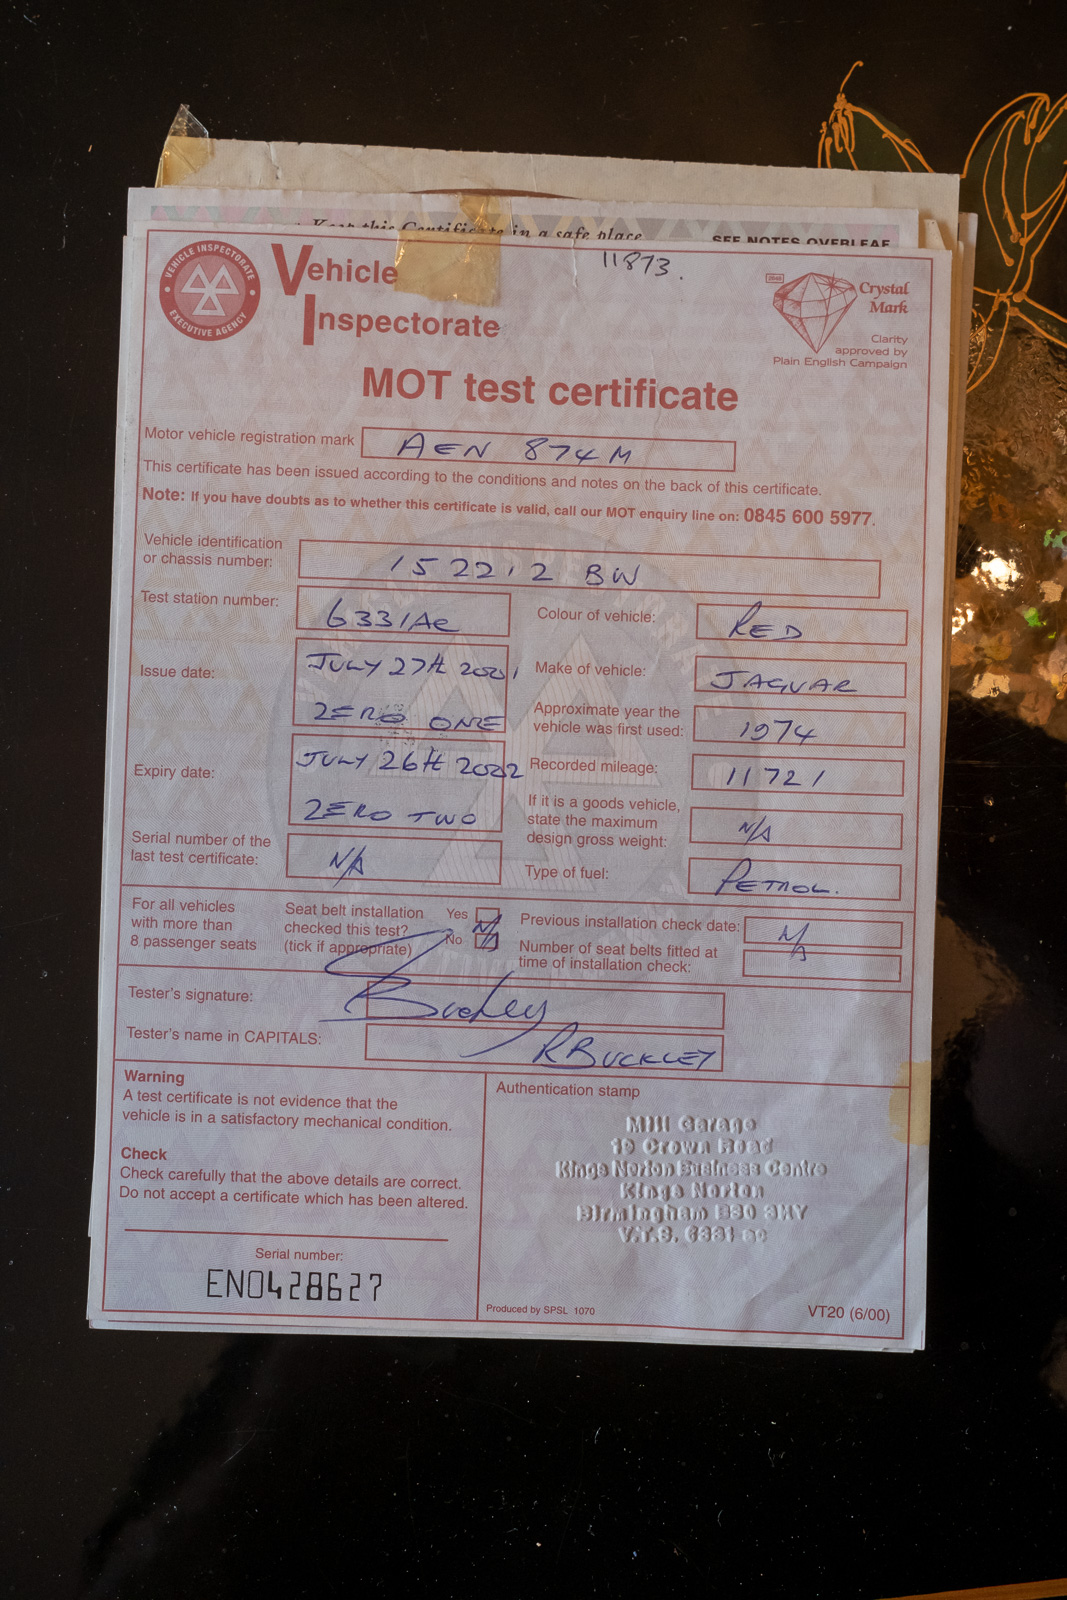 Keep this Certificate in a safe place
SEE NOTES OVERLEAF
11873.
VEHICLE INSPECTORATE
EXECUTIVE AGENCY
Vehicle
Inspectorate
Crystal
Mark
Clarity
approved by
Plain English Campaign
MOT test certificate
Motor vehicle registration mark AEN 874M
This certificate has been issued according to the conditions and notes on the back of this certificate.
Note: If you have doubts as to whether this certificate is valid, call our MOT enquiry line on: 0845 600 5977.
Vehicle identification
or chassis number: 152212 BW
Test station number: 6331AC
Colour of vehicle: RED
Issue date: JULY 27th 2001
ZERO ONE
Make of vehicle: JAGUAR
Approximate year the
vehicle was first used: 1974
Expiry date: JULY 26th 2002
ZERO TWO
Recorded mileage: 11721
If it is a goods vehicle,
state the maximum
design gross weight: N/A
Serial number of the
last test certificate: N/A
Type of fuel: PETROL.
For all vehicles
with more than
8 passenger seats
Seat belt installation
checked this test?
(tick if appropriate)
Yes
No
N/A
Previous installation check date: N/A
Number of seat belts fitted at
time of installation check:
Tester's signature: Buckley
Tester's name in CAPITALS: R BUCKLEY
Warning
A test certificate is not evidence that the
vehicle is in a satisfactory mechanical condition.
Check
Check carefully that the above details are correct.
Do not accept a certificate which has been altered.
Serial number:
EN0428627
Authentication stamp
Mill Garage
19 Crown Road
Kings Norton Business Centre
Kings Norton
Birmingham B30 3HY
V.T.S. 6331 ac
Produced by SPSL 1070
VT20 (6/00)